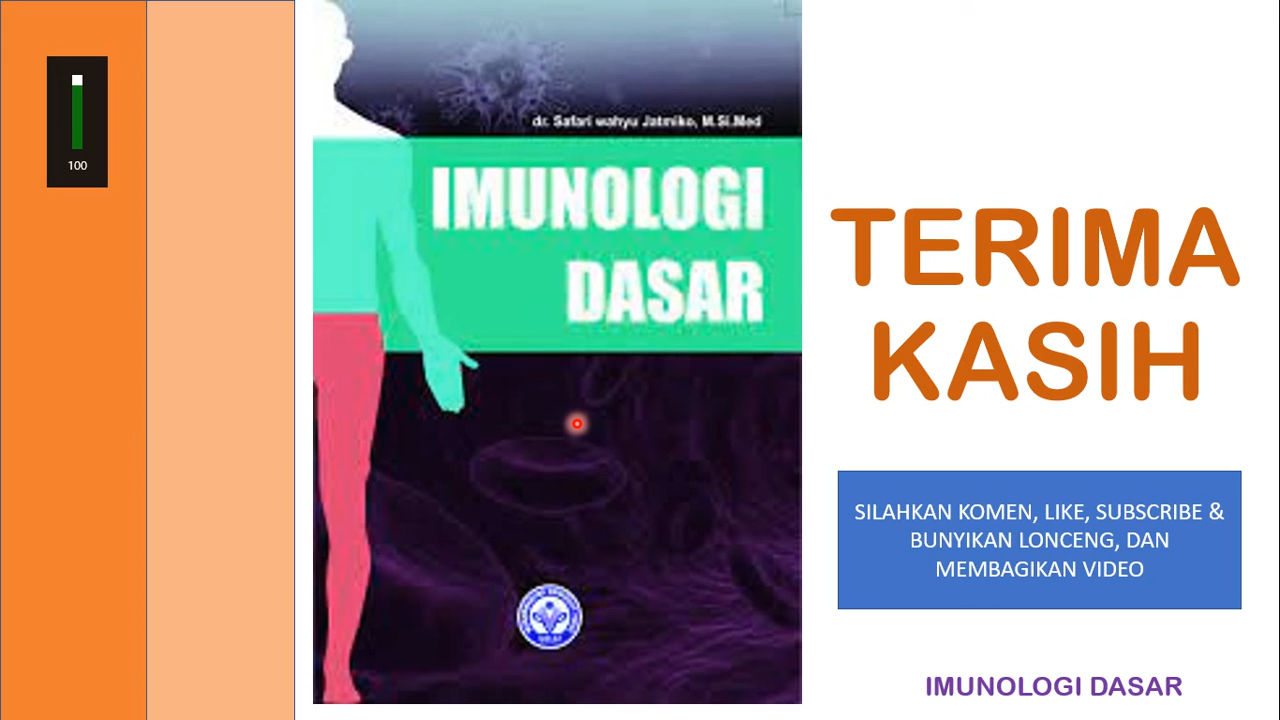 100
dr. Safari wahyu Jatmiko, M.Si.Med
IMUNOLOGI
DASAR
TERIMA
KASIH
SILAHKAN KOMEN, LIKE, SUBSCRIBE &
BUNYIKAN LONCENG, DAN
MEMBAGIKAN VIDEO
IMUNOLOGI DASAR